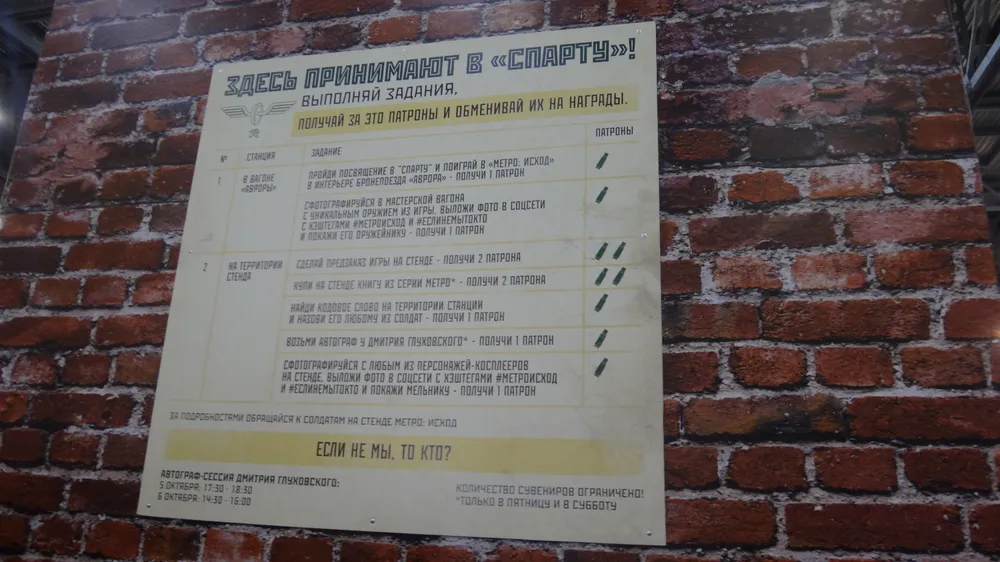 ЗДЕСЬ ПРИНИМАЮТ В «СПАРТУ»!
ВЫПОЛНЯЙ ЗАДАНИЯ,
ПОЛУЧАЙ ЗА ЭТО ПАТРОНЫ И ОБМЕНИВАЙ ИХ НА НАГРАДЫ.
№ СТАНЦИЯ ЗАДАНИЕ ПАТРОНЫ
1 В ВАГОНЕ
«АВРОРЫ»
ПРОЙДИ ПОСВЯЩЕНИЕ В "СПАРТУ" И ПОИГРАЙ В «МЕТРО: ИСХОД»
В ИНТЕРЬЕРЕ БРОНЕПОЕЗДА «АВРОРА» - ПОЛУЧИ 1 ПАТРОН
СФОТОГРАФИРУЙСЯ В МАСТЕРСКОЙ ВАГОНА
С УНИКАЛЬНЫМ ОРУЖИЕМ ИЗ ИГРЫ, ВЫЛОЖИ ФОТО В СОЦСЕТИ
С ХЭШТЕГАМИ #МЕТРОИСХОД И #ЕСЛИНЕМЫТОКТО
И ПОКАЖИ ЕГО ОРУЖЕЙНИКУ - ПОЛУЧИ 1 ПАТРОН
2 НА ТЕРРИТОРИИ
СТЕНДА
СДЕЛАЙ ПРЕДЗАКАЗ ИГРЫ НА СТЕНДЕ - ПОЛУЧИ 2 ПАТРОНА
КУПИ НА СТЕНДЕ КНИГУ ИЗ СЕРИИ МЕТРО* - ПОЛУЧИ 2 ПАТРОНА
НАЙДИ КОДОВОЕ СЛОВО НА ТЕРРИТОРИИ СТАНЦИИ
И НАЗОВИ ЕГО ЛЮБОМУ ИЗ СОЛДАТ - ПОЛУЧИ 1 ПАТРОН
ВОЗЬМИ АВТОГРАФ У ДМИТРИЯ ГЛУХОВСКОГО* - ПОЛУЧИ 1 ПАТРОН
СФОТОГРАФИРУЙСЯ С ЛЮБЫМ ИЗ ПЕРСОНАЖЕЙ-КОСПЛЕЕРОВ
НА СТЕНДЕ, ВЫЛОЖИ ФОТО В СОЦСЕТИ С ХЭШТЕГАМИ #МЕТРОИСХОД
И #ЕСЛИНЕМЫТОКТО И ПОКАЖИ МЕЛЬНИКУ - ПОЛУЧИ 1 ПАТРОН
ЗА ПОДРОБНОСТЯМИ ОБРАЩАЙСЯ К СОЛДАТАМ НА СТЕНДЕ МЕТРО: ИСХОД
ЕСЛИ НЕ МЫ, ТО КТО?
АВТОГРАФ-СЕССИЯ ДМИТРИЯ ГЛУХОВСКОГО:
5 ОКТЯБРЯ: 17:30 - 18:30
6 ОКТЯБРЯ: 14:30 - 16:00
КОЛИЧЕСТВО СУВЕНИРОВ ОГРАНИЧЕНО!
*ТОЛЬКО В ПЯТНИЦУ И В СУББОТУ